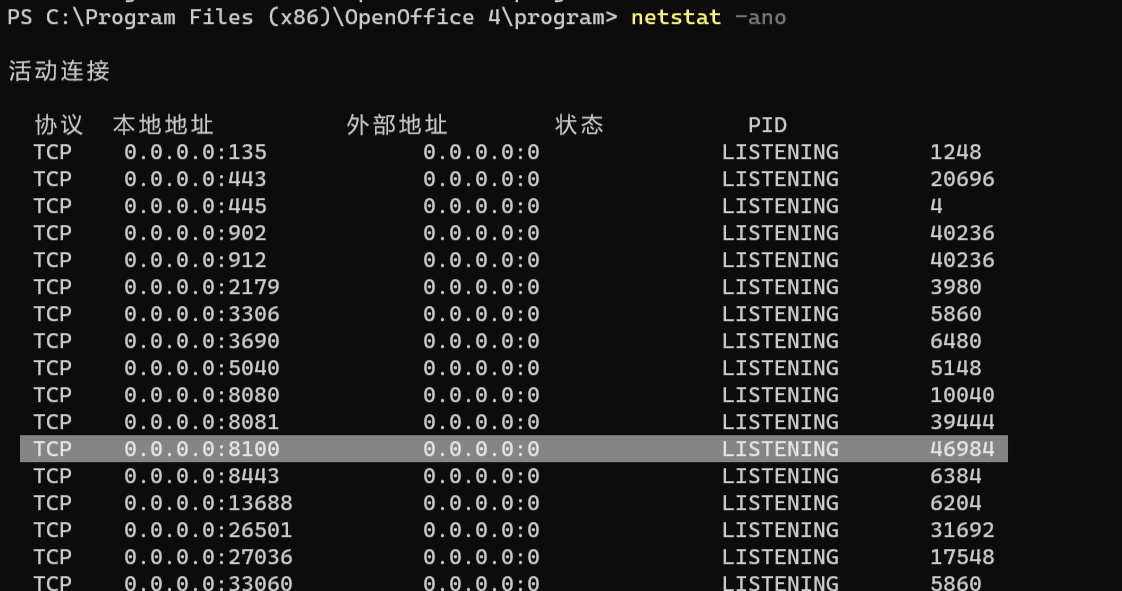 PS C:\Program Files (x86)\OpenOffice 4\program> netstat -ano
活动连接
协议 本地地址 外部地址 状态 PID
TCP 0.0.0.0:135 0.0.0.0:0 LISTENING 1248
TCP 0.0.0.0:443 0.0.0.0:0 LISTENING 20696
TCP 0.0.0.0:445 0.0.0.0:0 LISTENING 4
TCP 0.0.0.0:902 0.0.0.0:0 LISTENING 40236
TCP 0.0.0.0:912 0.0.0.0:0 LISTENING 40236
TCP 0.0.0.0:2179 0.0.0.0:0 LISTENING 3980
TCP 0.0.0.0:3306 0.0.0.0:0 LISTENING 5860
TCP 0.0.0.0:3690 0.0.0.0:0 LISTENING 6480
TCP 0.0.0.0:5040 0.0.0.0:0 LISTENING 5148
TCP 0.0.0.0:8080 0.0.0.0:0 LISTENING 10040
TCP 0.0.0.0:8081 0.0.0.0:0 LISTENING 39444
TCP 0.0.0.0:8100 0.0.0.0:0 LISTENING 46984
TCP 0.0.0.0:8443 0.0.0.0:0 LISTENING 6384
TCP 0.0.0.0:13688 0.0.0.0:0 LISTENING 6204
TCP 0.0.0.0:26501 0.0.0.0:0 LISTENING 31692
TCP 0.0.0.0:27036 0.0.0.0:0 LISTENING 17548
TCP 0.0.0.0:33060 0.0.0.0:0 LISTENING 5860